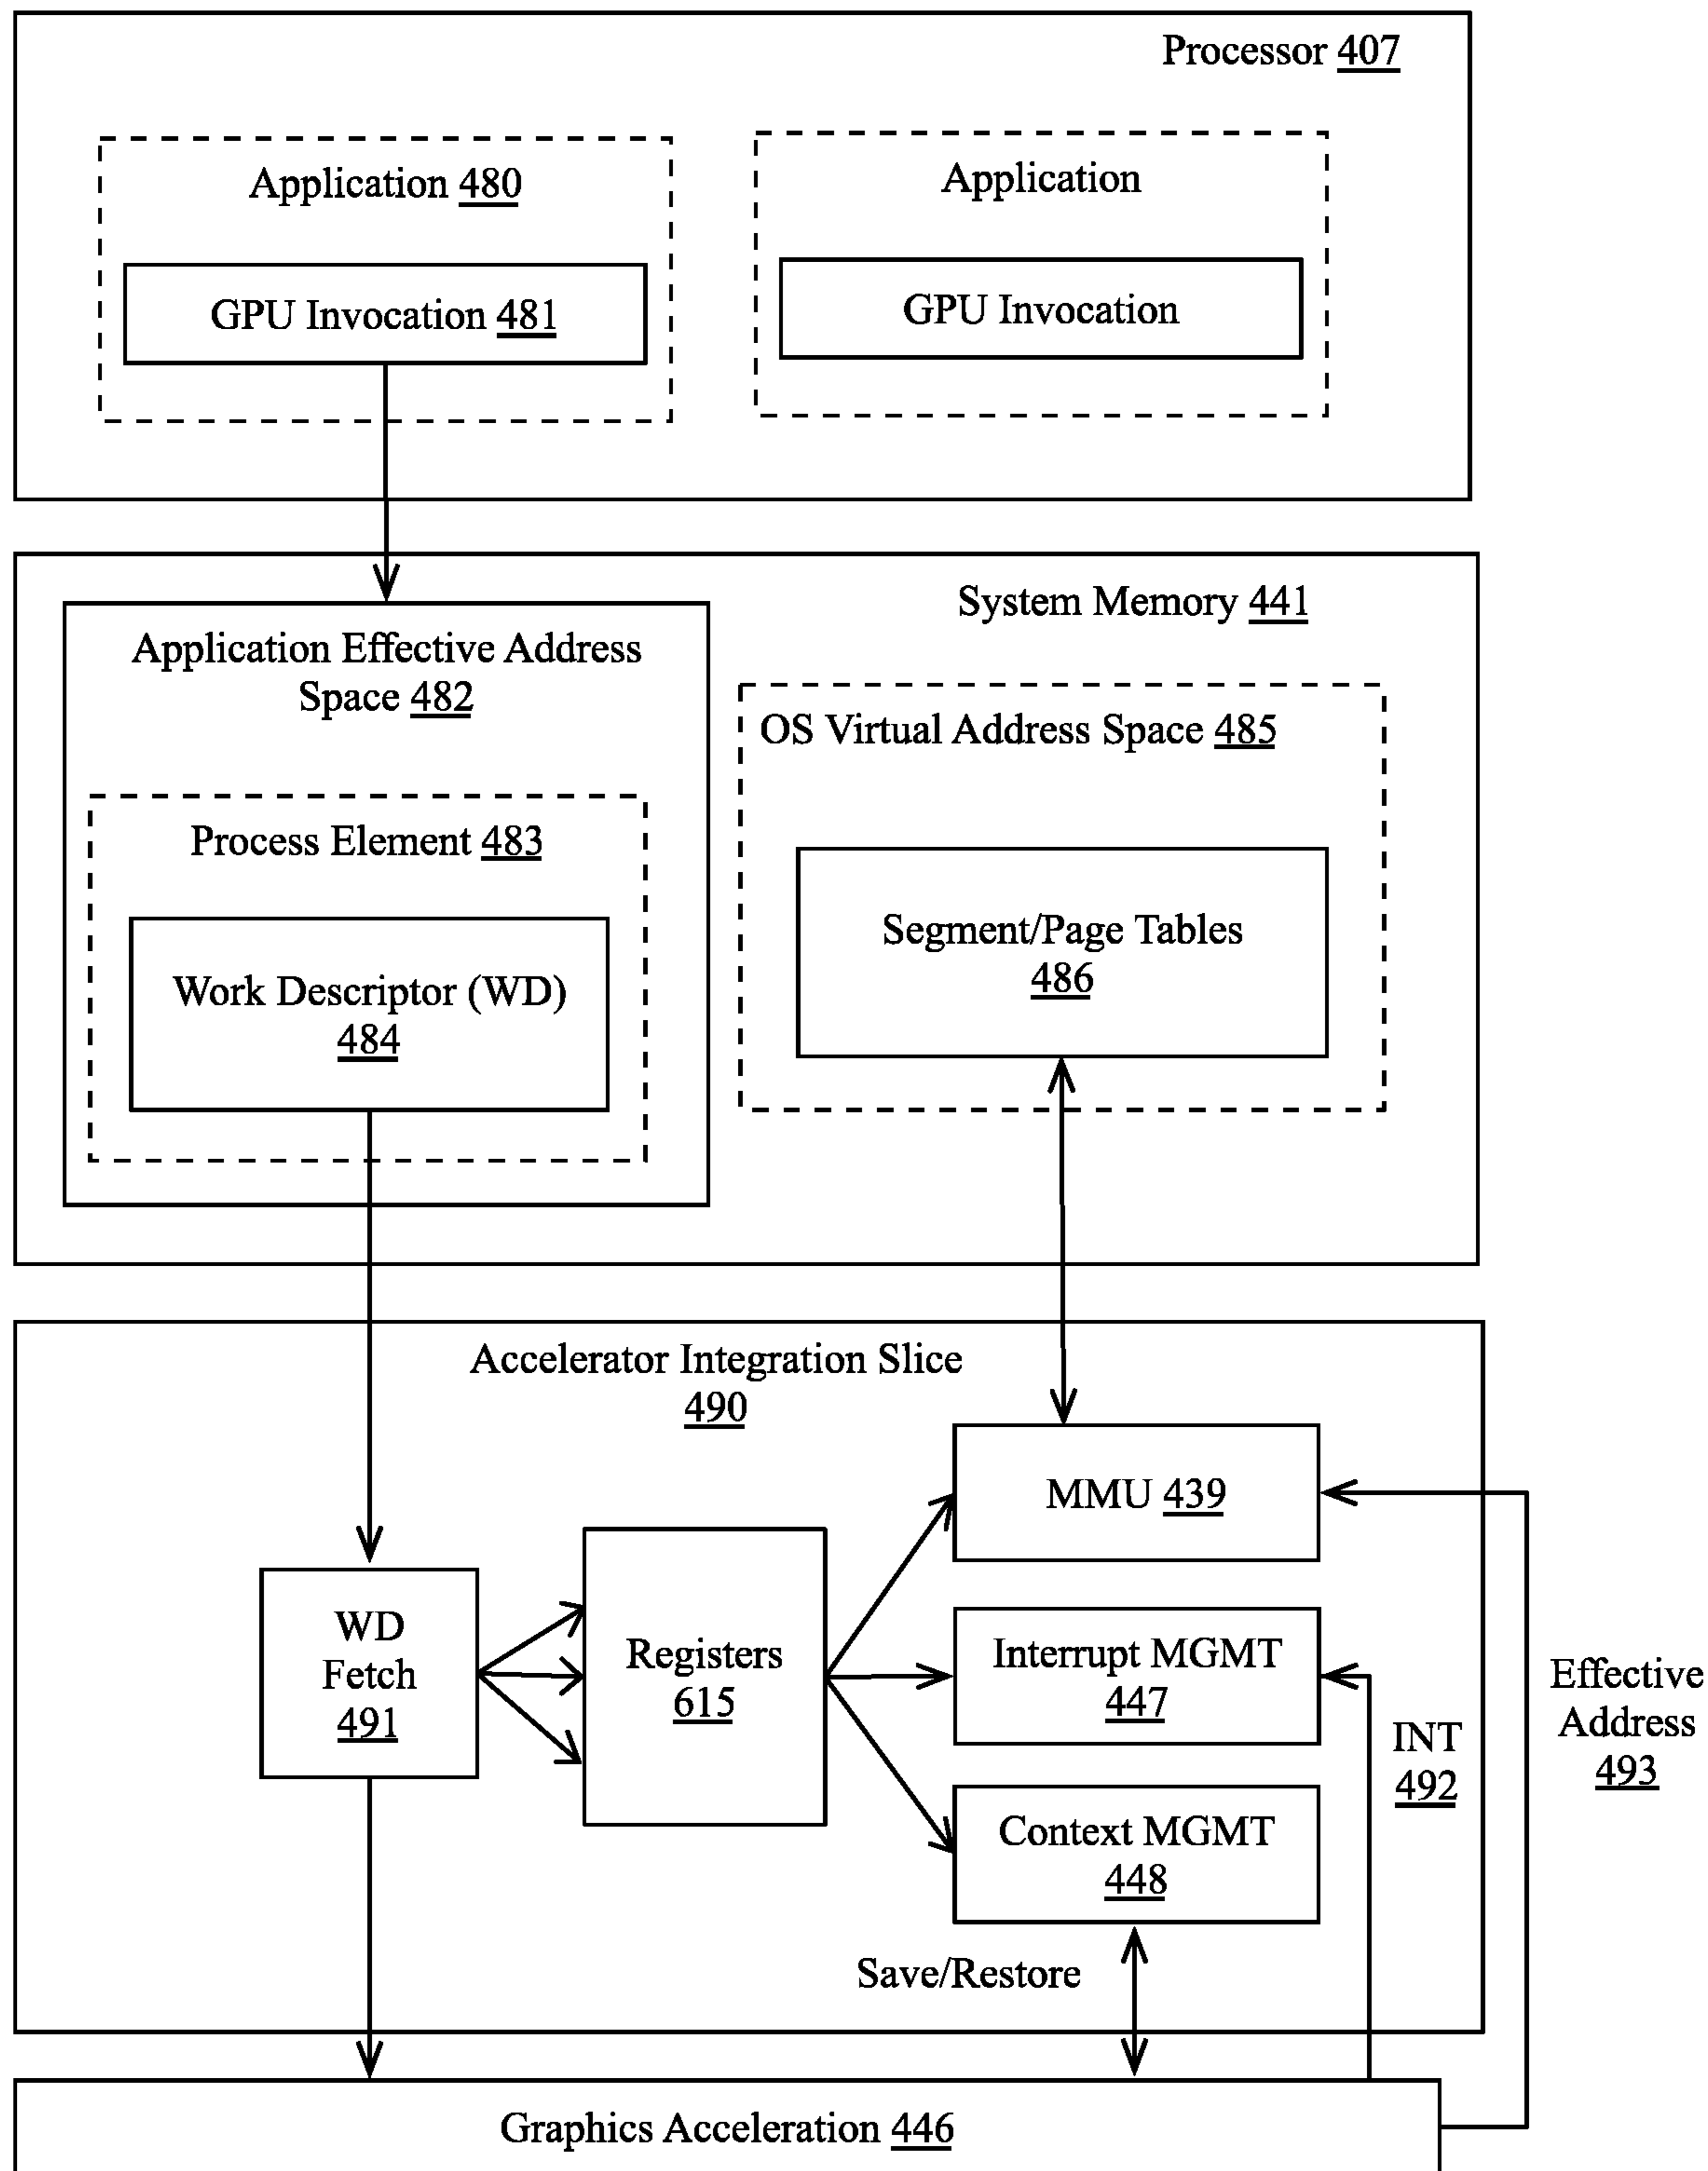 Processor 407
Application 480
Application
GPU Invocation 481
GPU Invocation
System Memory 441
Application Effective Address
Space 482
OS Virtual Address Space 485
Process Element 483
Segment/Page Tables
486
Work Descriptor (WD)
484
Accelerator Integration Slice
490
MMU 439
WD
Fetch
491
Registers
615
Interrupt MGMT
447
Effective
Address
493
INT
492
Context MGMT
448
Save/Restore
Graphics Acceleration 446